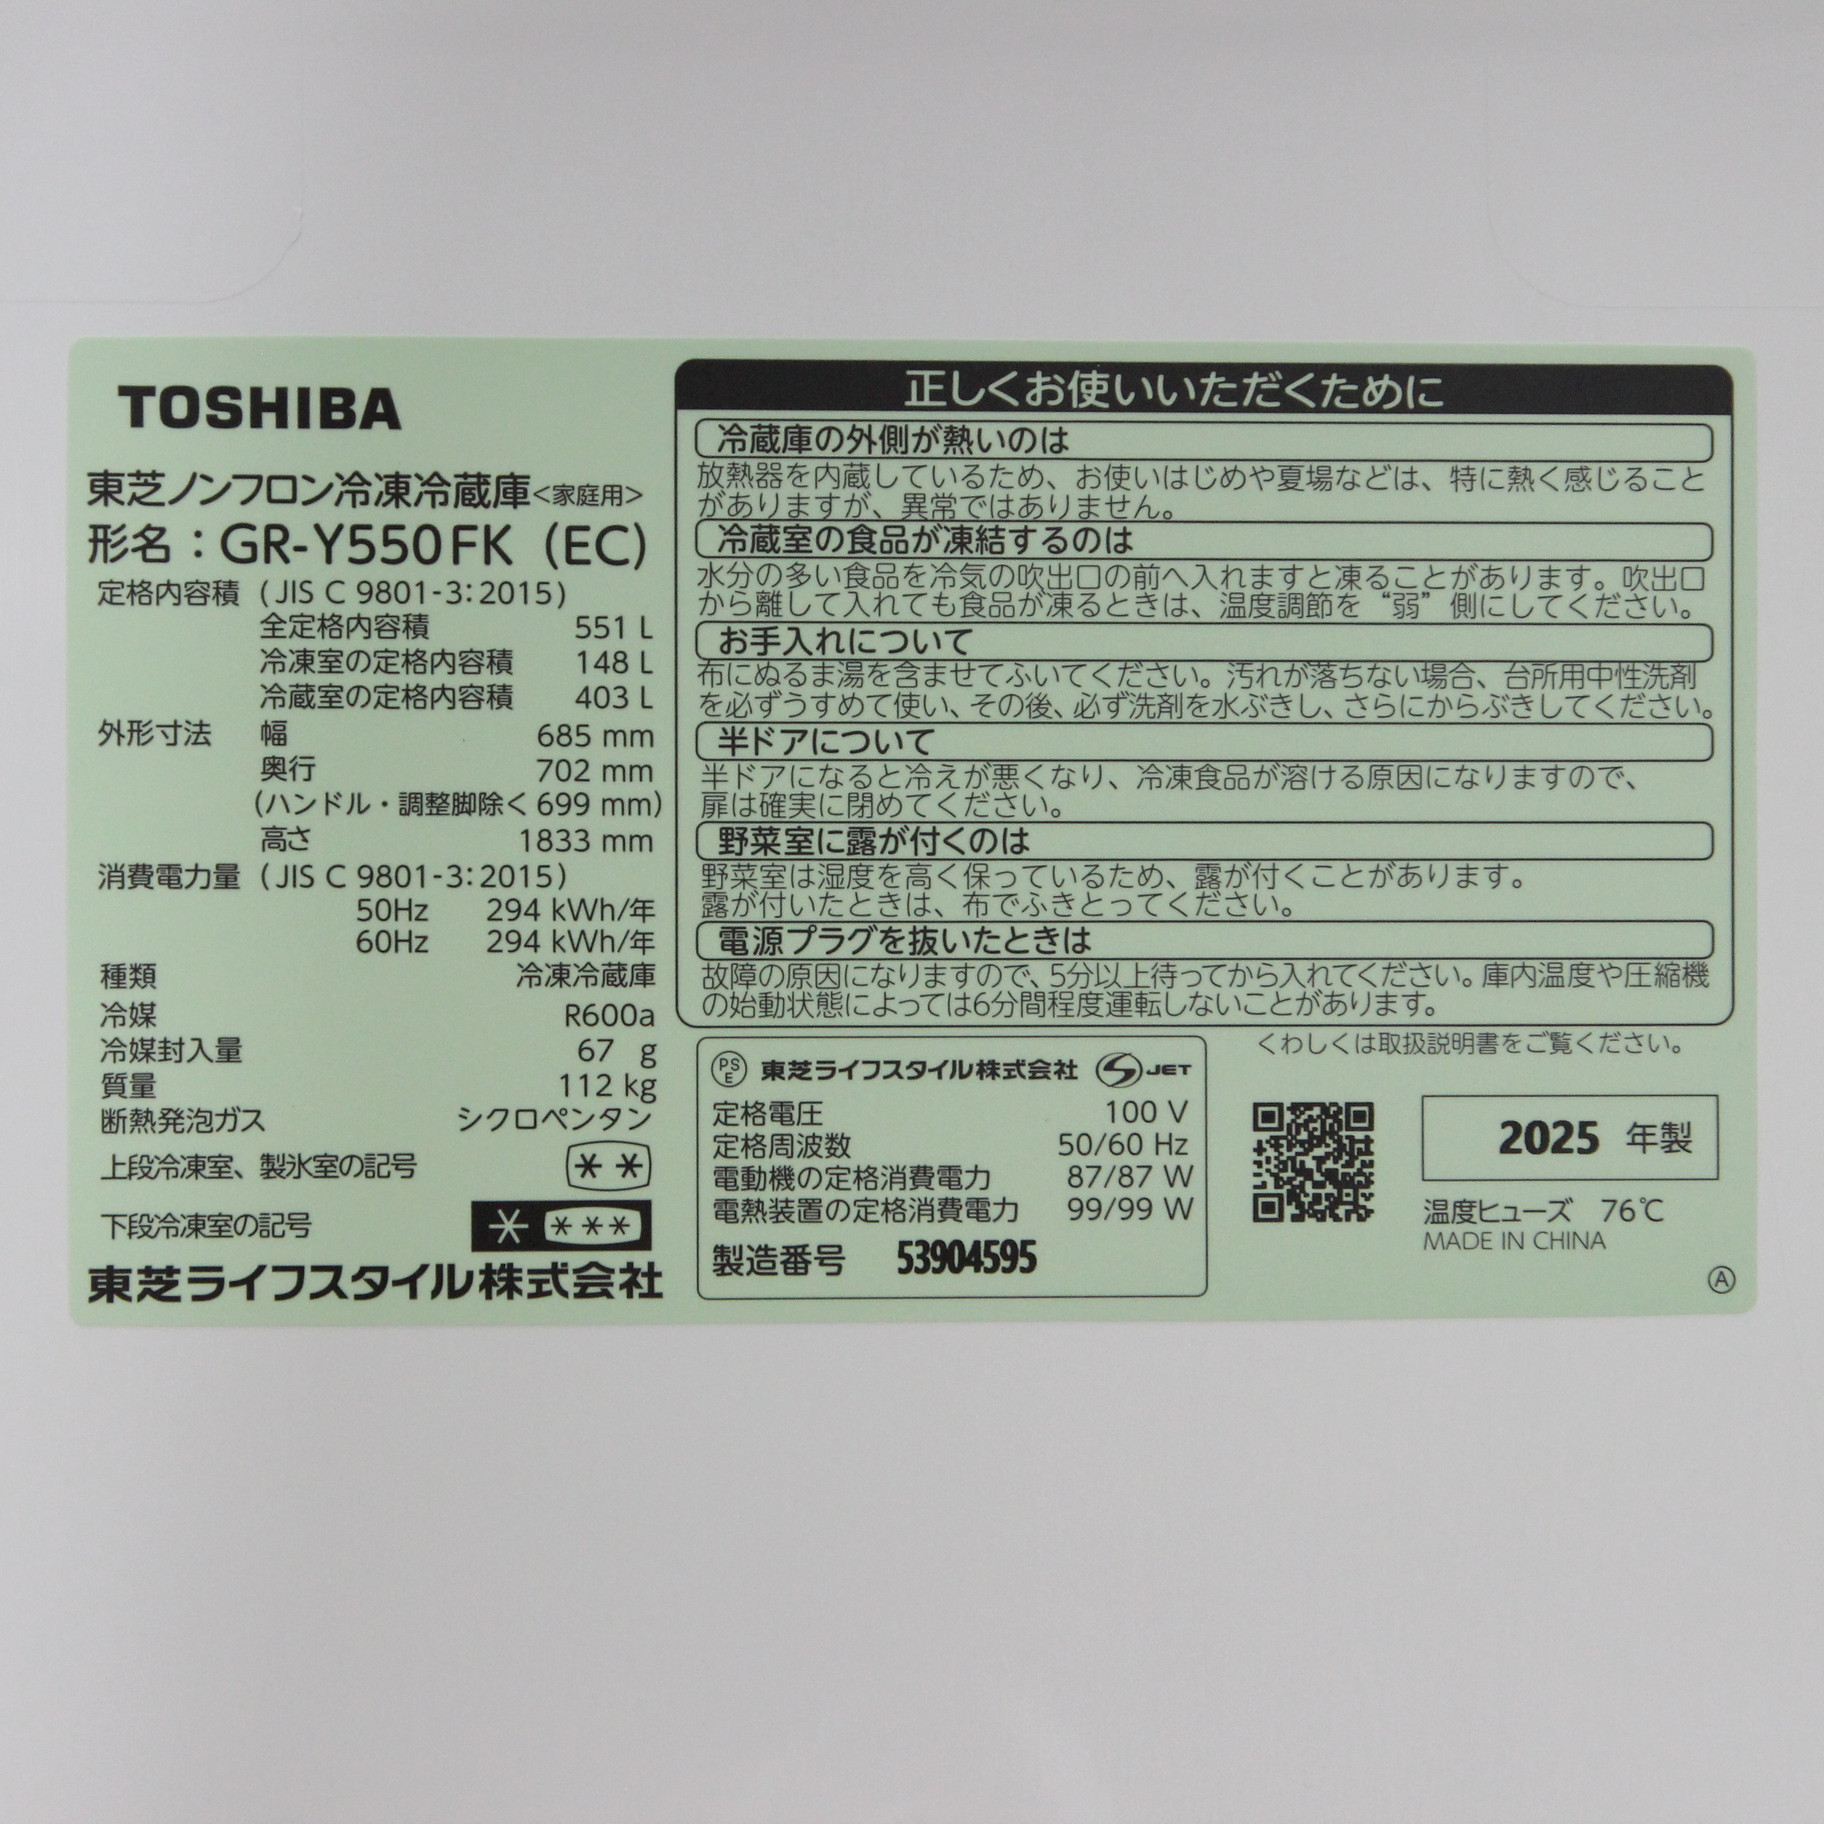 TOSHIBA
東芝ノンフロン冷凍冷蔵庫<家庭用>
形名：GR-Y550FK (EC)
定格内容積 (JIS C 9801-3:2015)
全定格内容積 551 L
冷凍室の定格内容積 148 L
冷蔵室の定格内容積 403 L
外形寸法 幅 685 mm
奥行 702 mm
(ハンドル・調整脚除く 699 mm)
高さ 1833 mm
消費電力量 (JIS C 9801-3:2015)
50Hz 294 kWh/年
60Hz 294 kWh/年
種類 冷凍冷蔵庫
冷媒 R600a
冷媒封入量 67 g
質量 112 kg
断熱発泡ガス シクロペンタン
上段冷凍室、製氷室の記号 **
下段冷凍室の記号 * ***
東芝ライフスタイル株式会社
正しくお使いいただくために
冷蔵庫の外側が熱いのは
放熱器を内蔵しているため、お使いはじめや夏場などは、特に熱く感じること
がありますが、異常ではありません。
冷蔵室の食品が凍結するのは
水分の多い食品を冷気の吹出口の前へ入れますと凍ることがあります。吹出口
から離して入れても食品が凍るときは、温度調節を“弱”側にしてください。
お手入れについて
布にぬるま湯を含ませてふいてください。汚れが落ちない場合、台所用中性洗剤
を必ずうすめて使い、その後、必ず洗剤を水ぶきし、さらにからぶきしてください。
半ドアについて
半ドアになると冷えが悪くなり、冷凍食品が溶ける原因になりますので、
扉は確実に閉めてください。
野菜室に露が付くのは
野菜室は湿度を高く保っているため、露が付くことがあります。
露が付いたときは、布でふきとってください。
電源プラグを抜いたときは
故障の原因になりますので、5分以上待ってから入れてください。庫内温度や圧縮機
の始動状態によっては6分間程度運転しないことがあります。
くわしくは取扱説明書をご覧ください。
PSE 東芝ライフスタイル株式会社 JET
定格電圧 100 V
定格周波数 50/60 Hz
電動機の定格消費電力 87/87 W
電熱装置の定格消費電力 99/99 W
製造番号 53904595
2025 年製
温度ヒューズ 76℃
MADE IN CHINA
Ⓐ